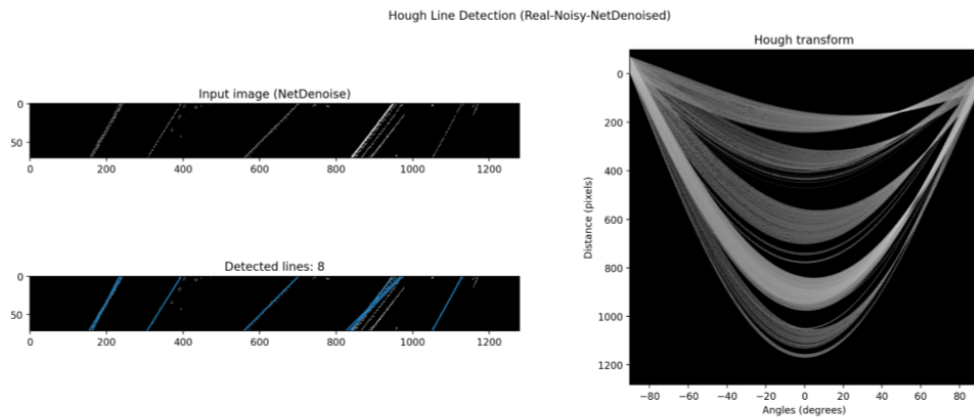 Hough Line Detection (Real-Noisy-NetDenoised)
Input image (NetDenoise)
0
50
0 200 400 600 800 1000 1200
Detected lines: 8
0
50
0 200 400 600 800 1000 1200
Hough transform
0
200
400
600
800
1000
1200
Distance (pixels)
−80 −60 −40 −20 0 20 40 60 80
Angles (degrees)